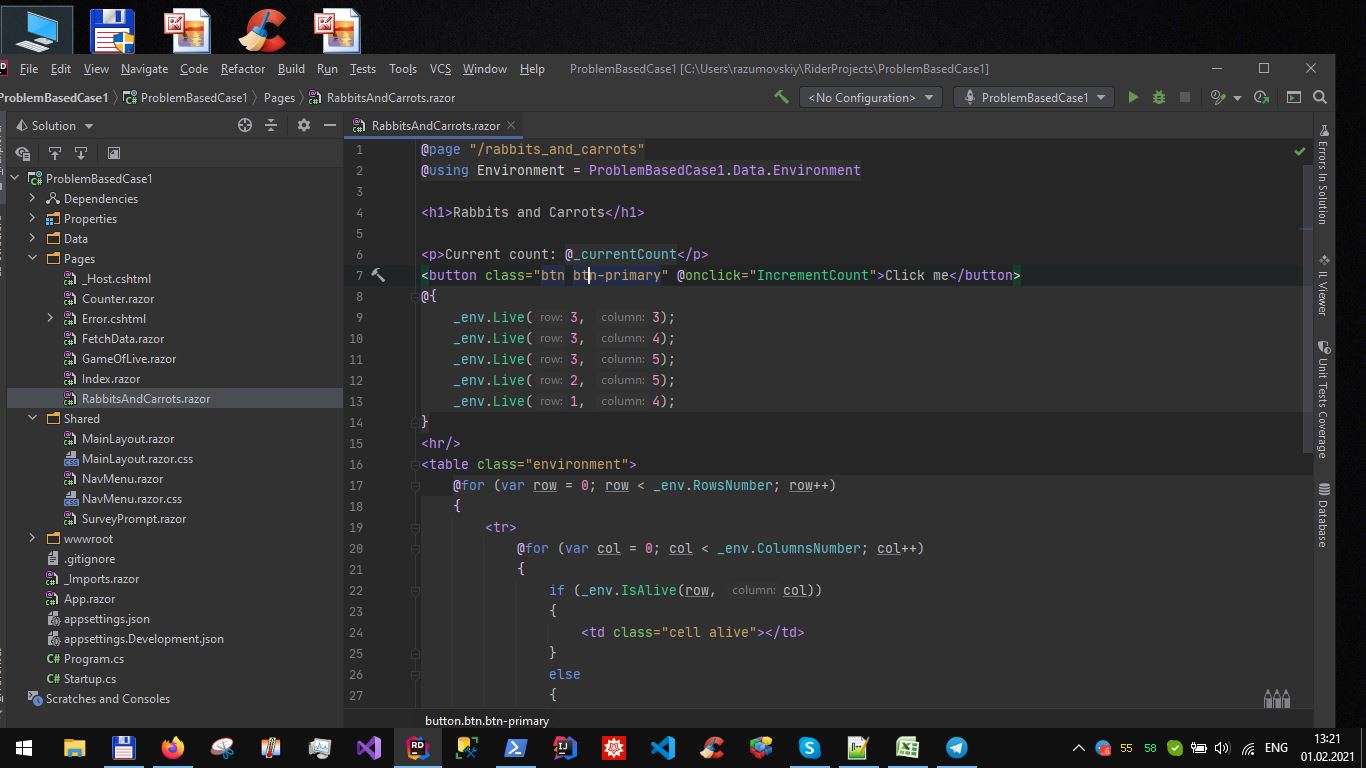 File Edit View Navigate Code Refactor Build Run Tests Tools VCS Window Help ProblemBasedCase1 [C:\Users\razumovskiy\RiderProjects\ProblemBasedCase1]
ProblemBasedCase1 ProblemBasedCase1 Pages RabbitsAndCarrots.razor <No Configuration> ProblemBasedCase1
Solution
ProblemBasedCase1
Dependencies
Properties
Data
Pages
_Host.cshtml
Counter.razor
Error.cshtml
FetchData.razor
GameOfLive.razor
Index.razor
RabbitsAndCarrots.razor
Shared
MainLayout.razor
MainLayout.razor.css
NavMenu.razor
NavMenu.razor.css
SurveyPrompt.razor
wwwroot
.gitignore
_Imports.razor
App.razor
appsettings.json
appsettings.Development.json
C# Program.cs
C# Startup.cs
Scratches and Consoles
RabbitsAndCarrots.razor
1 @page "/rabbits_and_carrots"
2 @using Environment = ProblemBasedCase1.Data.Environment
3
4 <h1>Rabbits and Carrots</h1>
5
6 <p>Current count: @_currentCount</p>
7 <button class="btn btn-primary" @onclick="IncrementCount">Click me</button>
8 @{
9 _env.Live( row: 3, column: 3);
10 _env.Live( row: 3, column: 4);
11 _env.Live( row: 3, column: 5);
12 _env.Live( row: 2, column: 5);
13 _env.Live( row: 1, column: 4);
14 }
15 <hr/>
16 <table class="environment">
17 @for (var row = 0; row < _env.RowsNumber; row++)
18 {
19 <tr>
20 @for (var col = 0; col < _env.ColumnsNumber; col++)
21 {
22 if (_env.IsAlive(row, column: col))
23 {
24 <td class="cell alive"></td>
25 }
26 else
27 {
button.btn.btn-primary
Errors In Solution
IL Viewer
Unit Tests Coverage
Database
55 58 ENG 13:21
01.02.2021